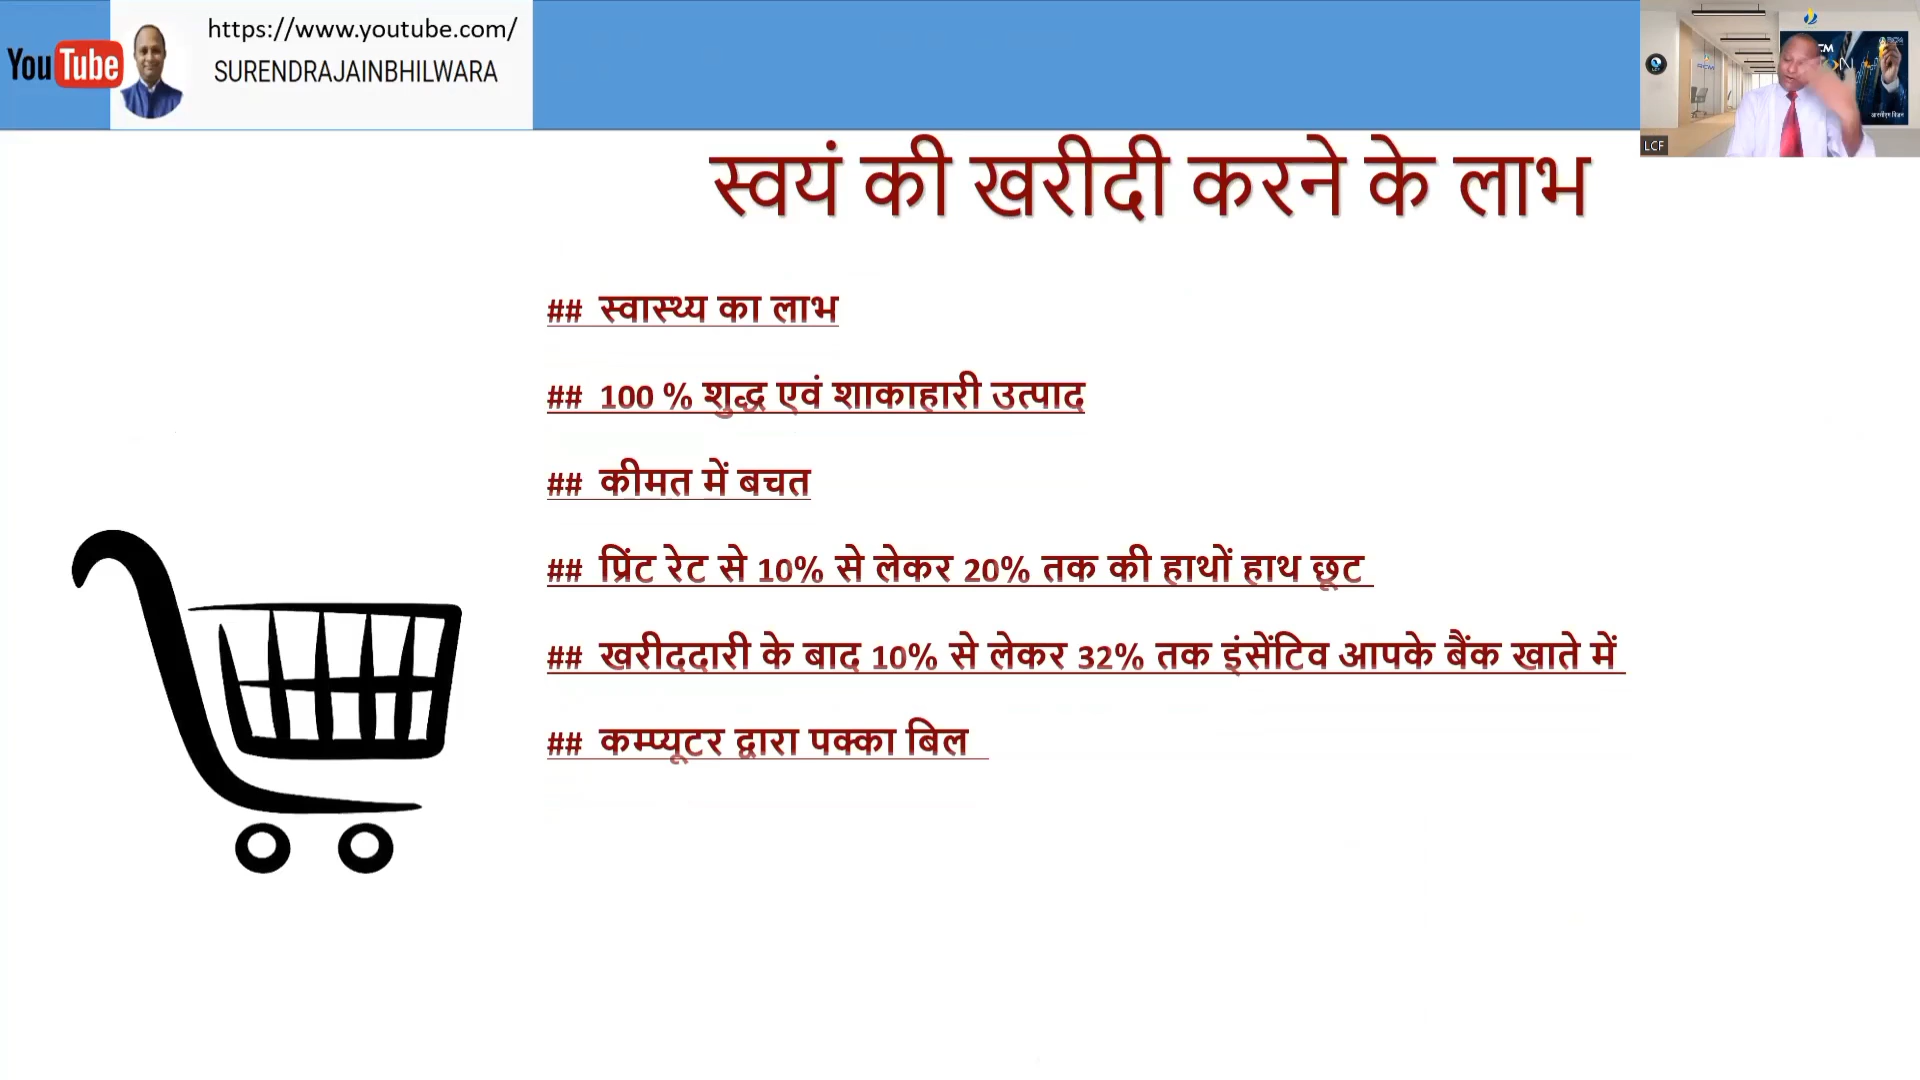 YouTube
https://www.youtube.com/
SURENDRAJAINBHILWARA
RCM
LCF
स्वयं की खरीदी करने के लाभ
## स्वास्थ्य का लाभ
## 100 % शुद्ध एवं शाकाहारी उत्पाद
## कीमत में बचत
## प्रिंट रेट से 10% से लेकर 20% तक की हाथों हाथ छूट
## खरीददारी के बाद 10% से लेकर 32% तक इंसेंटिव आपके बैंक खाते में
## कम्प्यूटर द्वारा पक्का बिल